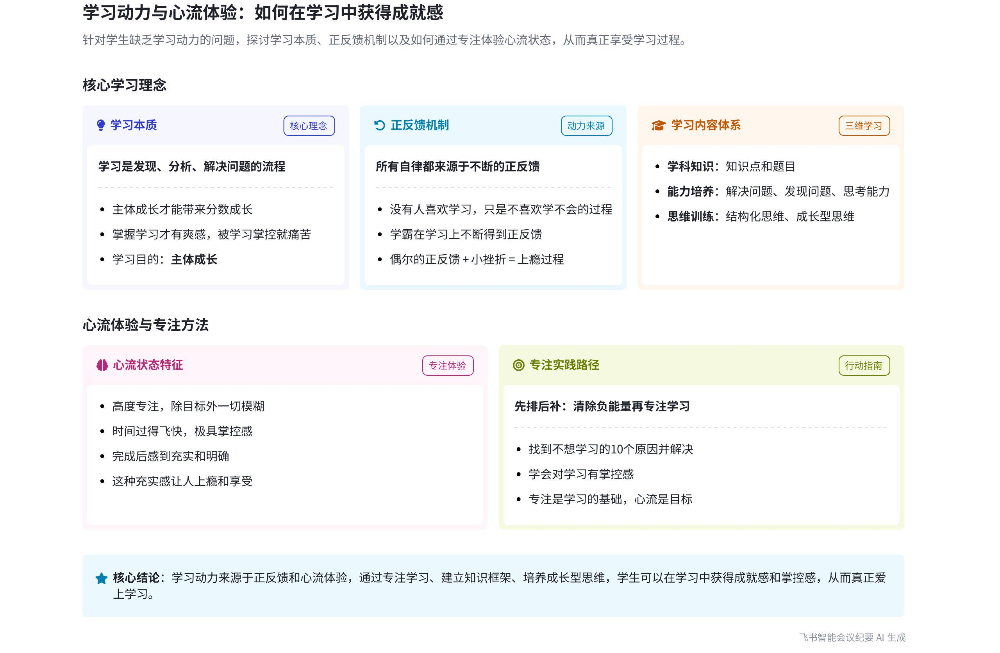 学习动力与心流体验：如何在学习中获得成就感
针对学生缺乏学习动力的问题，探讨学习本质、正反馈机制以及如何通过专注体验心流状态，从而真正享受学习过程。
核心学习理念
学习本质
核心理念
学习是发现、分析、解决问题的流程
主体成长才能带来分数成长
掌握学习才有爽感，被学习掌控就痛苦
学习目的：主体成长
正反馈机制
动力来源
所有自律都来源于不断的正反馈
没有人喜欢学习，只是不喜欢学不会的过程
学霸在学习上不断得到正反馈
偶尔的正反馈 + 小挫折 = 上瘾过程
学习内容体系
三维学习
学科知识：知识点和题目
能力培养：解决问题、发现问题、思考能力
思维训练：结构化思维、成长型思维
心流体验与专注方法
心流状态特征
专注体验
高度专注，除目标外一切模糊
时间过得飞快，极具掌控感
完成后感到充实和明确
这种充实感让人上瘾和享受
专注实践路径
行动指南
先排后补：清除负能量再专注学习
找到不想学习的10个原因并解决
学会对学习有掌控感
专注是学习的基础，心流是目标
核心结论：学习动力来源于正反馈和心流体验，通过专注学习、建立知识框架、培养成长型思维，学生可以在学习中获得成就感和掌控感，从而真正爱
上学习。
飞书智能会议纪要 AI 生成